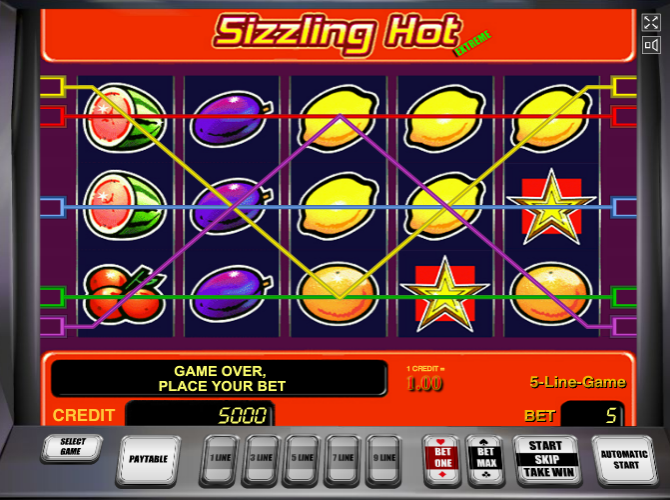 Sizzling Hot
EXTREME
GAME OVER,
PLACE YOUR BET
1 CREDIT =
1.00
5-Line-Game
CREDIT 5000
BET 5
SELECT
GAME
PAYTABLE
1 LINE
3 LINE
5 LINE
7 LINE
9 LINE
BET
ONE
BET
MAX
START
SKIP
TAKE WIN
AUTOMATIC
START